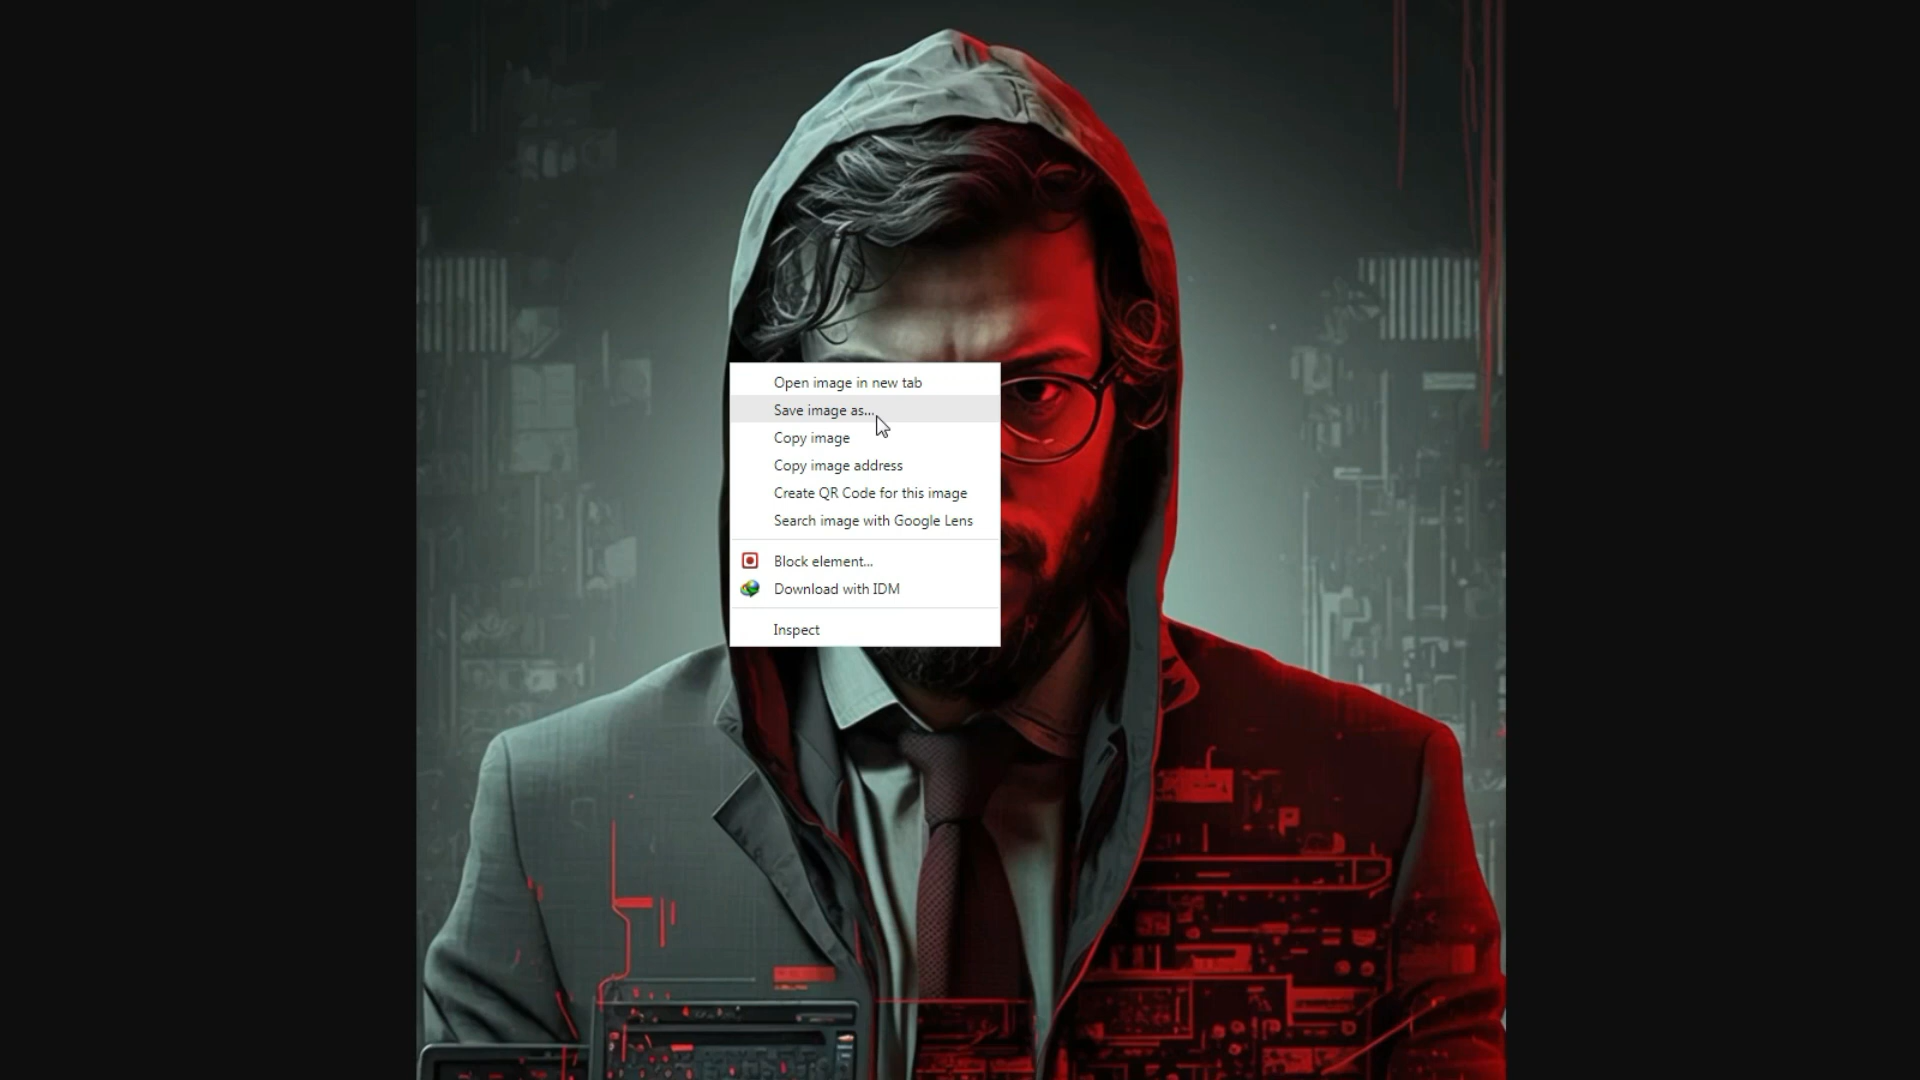 Open image in new tab
Save image as...
Copy image
Copy image address
Create QR Code for this image
Search image with Google Lens
Block element...
Download with IDM
Inspect